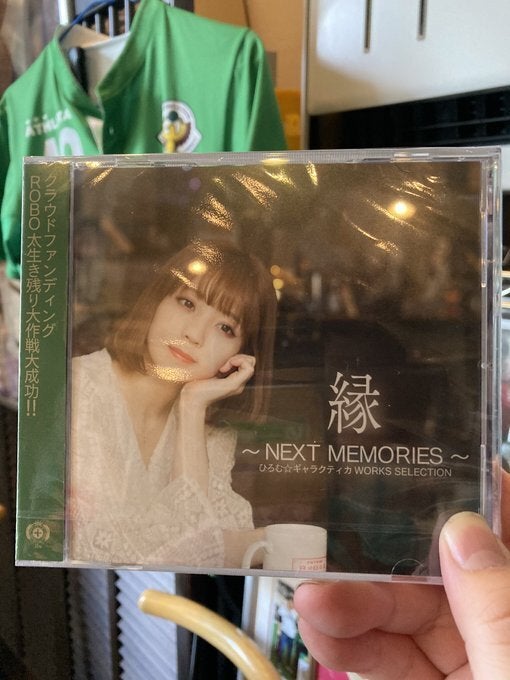 クラウドファンディング
ROBO太生き残り大作戦大成功!!
縁
～NEXT MEMORIES～
ひろむ☆ギャラクティカ WORKS SELECTION
ATHLETA